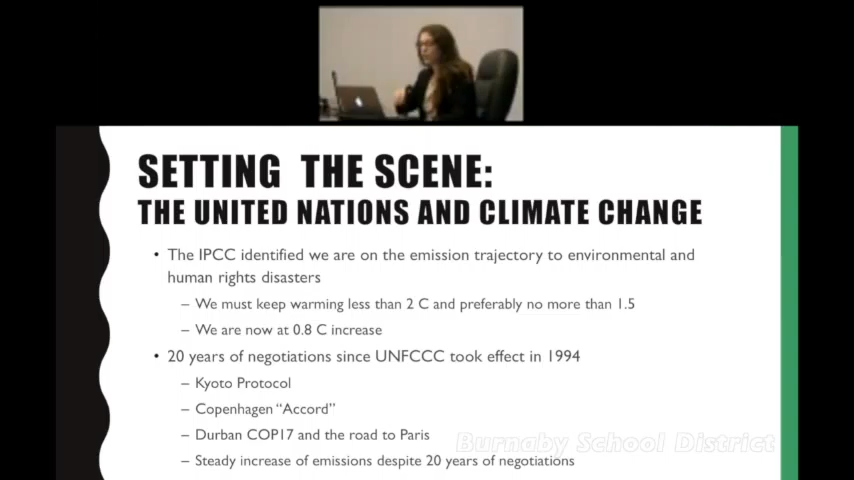 SETTING THE SCENE:
THE UNITED NATIONS AND CLIMATE CHANGE
• The IPCC identified we are on the emission trajectory to environmental and
human rights disasters
– We must keep warming less than 2 C and preferably no more than 1.5
– We are now at 0.8 C increase
• 20 years of negotiations since UNFCCC took effect in 1994
– Kyoto Protocol
– Copenhagen “Accord”
– Durban COP17 and the road to Paris
Burnaby School District
– Steady increase of emissions despite 20 years of negotiations